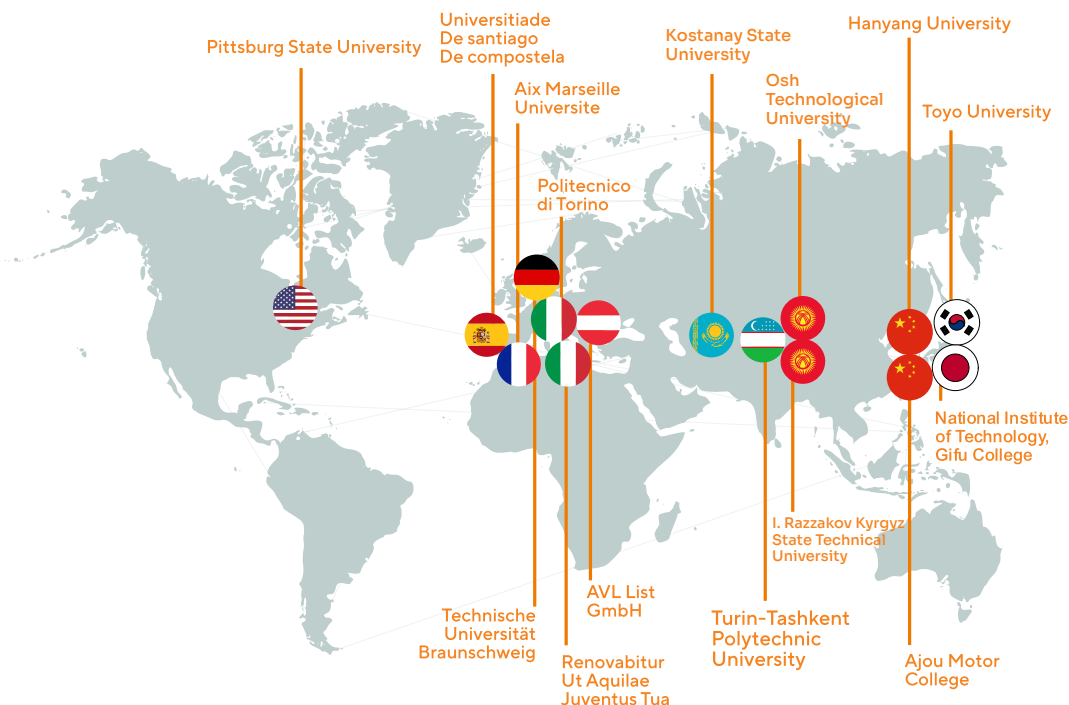 Pittsburg State University
Universitiade
De santiago
De compostela
Aix Marseille
Universite
Politecnico
di Torino
Kostanay State
University
Osh
Technological
University
Hanyang University
Toyo University
National Institute
of Technology,
Gifu College
I. Razzakov Kyrgyz
State Technical
University
AVL List
GmbH
Technische
Universität
Braunschweig
Renovabitur
Ut Aquilae
Juventus Tua
Turin-Tashkent
Polytechnic
University
Ajou Motor
College